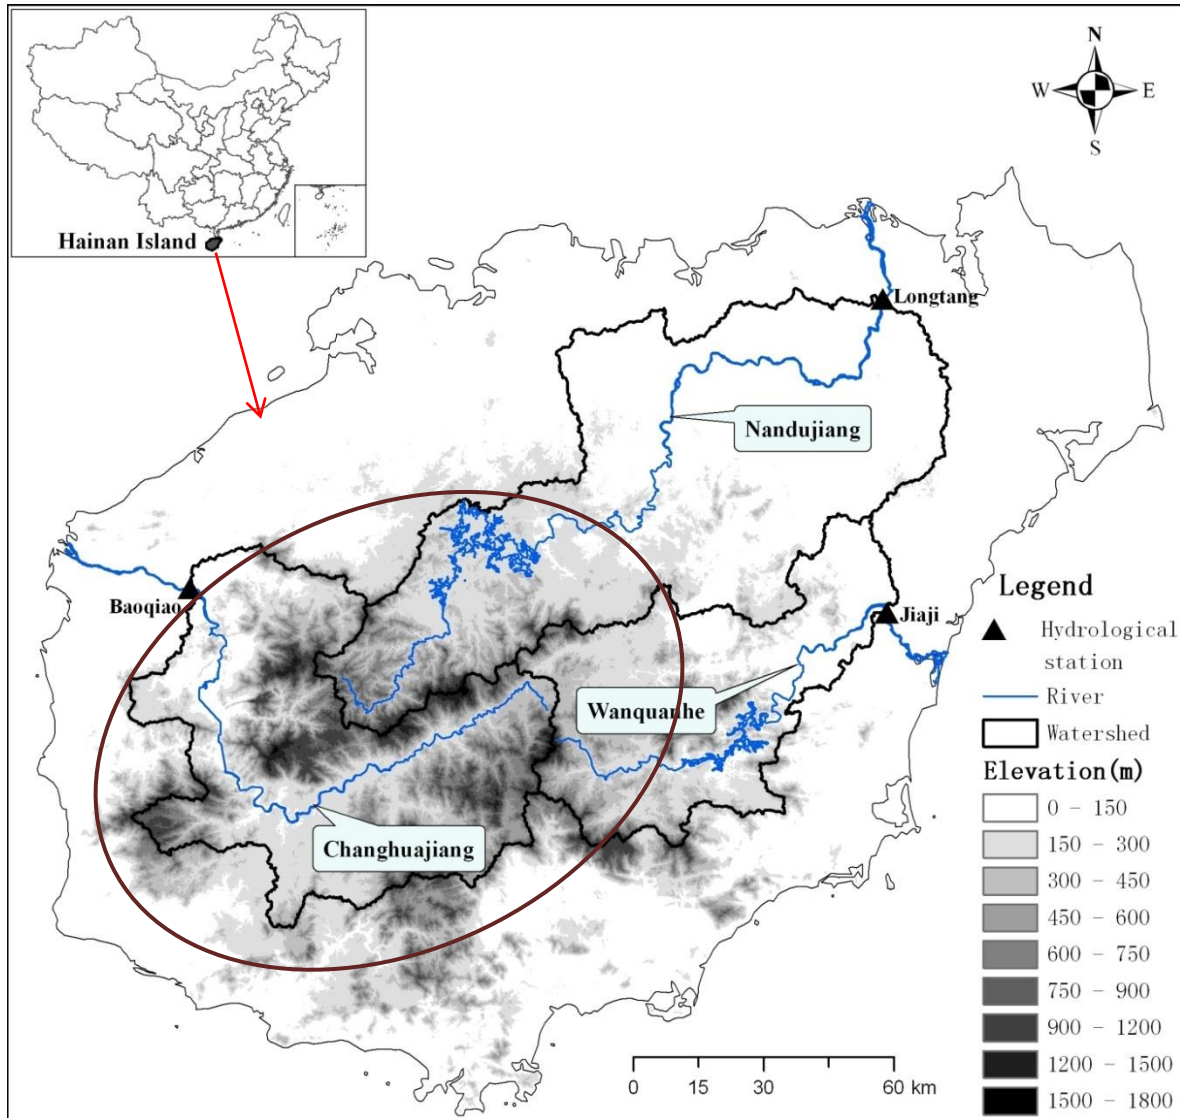 N
W E
S
Hainan Island
Longtang
Nandujiang
Baoqiao
Jiaji
Wanquanhe
Changhuajiang
Legend
Hydrological
station
River
Watershed
Elevation(m)
0 - 150
150 - 300
300 - 450
450 - 600
600 - 750
750 - 900
900 - 1200
1200 - 1500
1500 - 1800
0 15 30 60 km